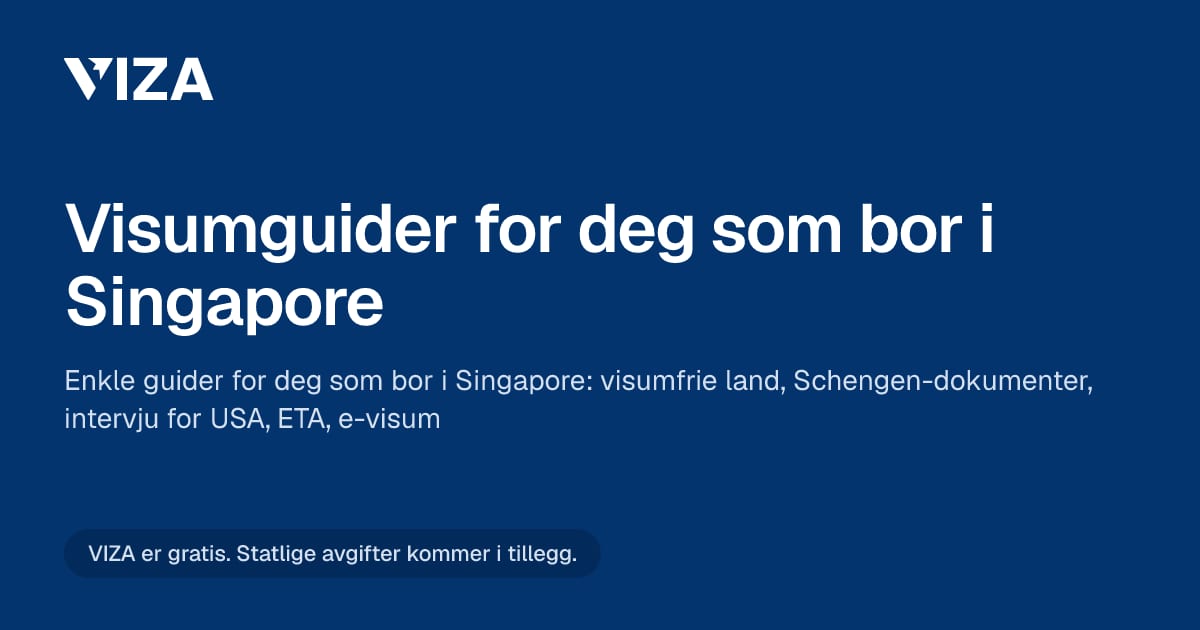 VIZA
Visumguider for deg som bor i
Singapore
Enkle guider for deg som bor i Singapore: visumfrie land, Schengen-dokumenter,
intervju for USA, ETA, e-visum
VIZA er gratis. Statlige avgifter kommer i tillegg.